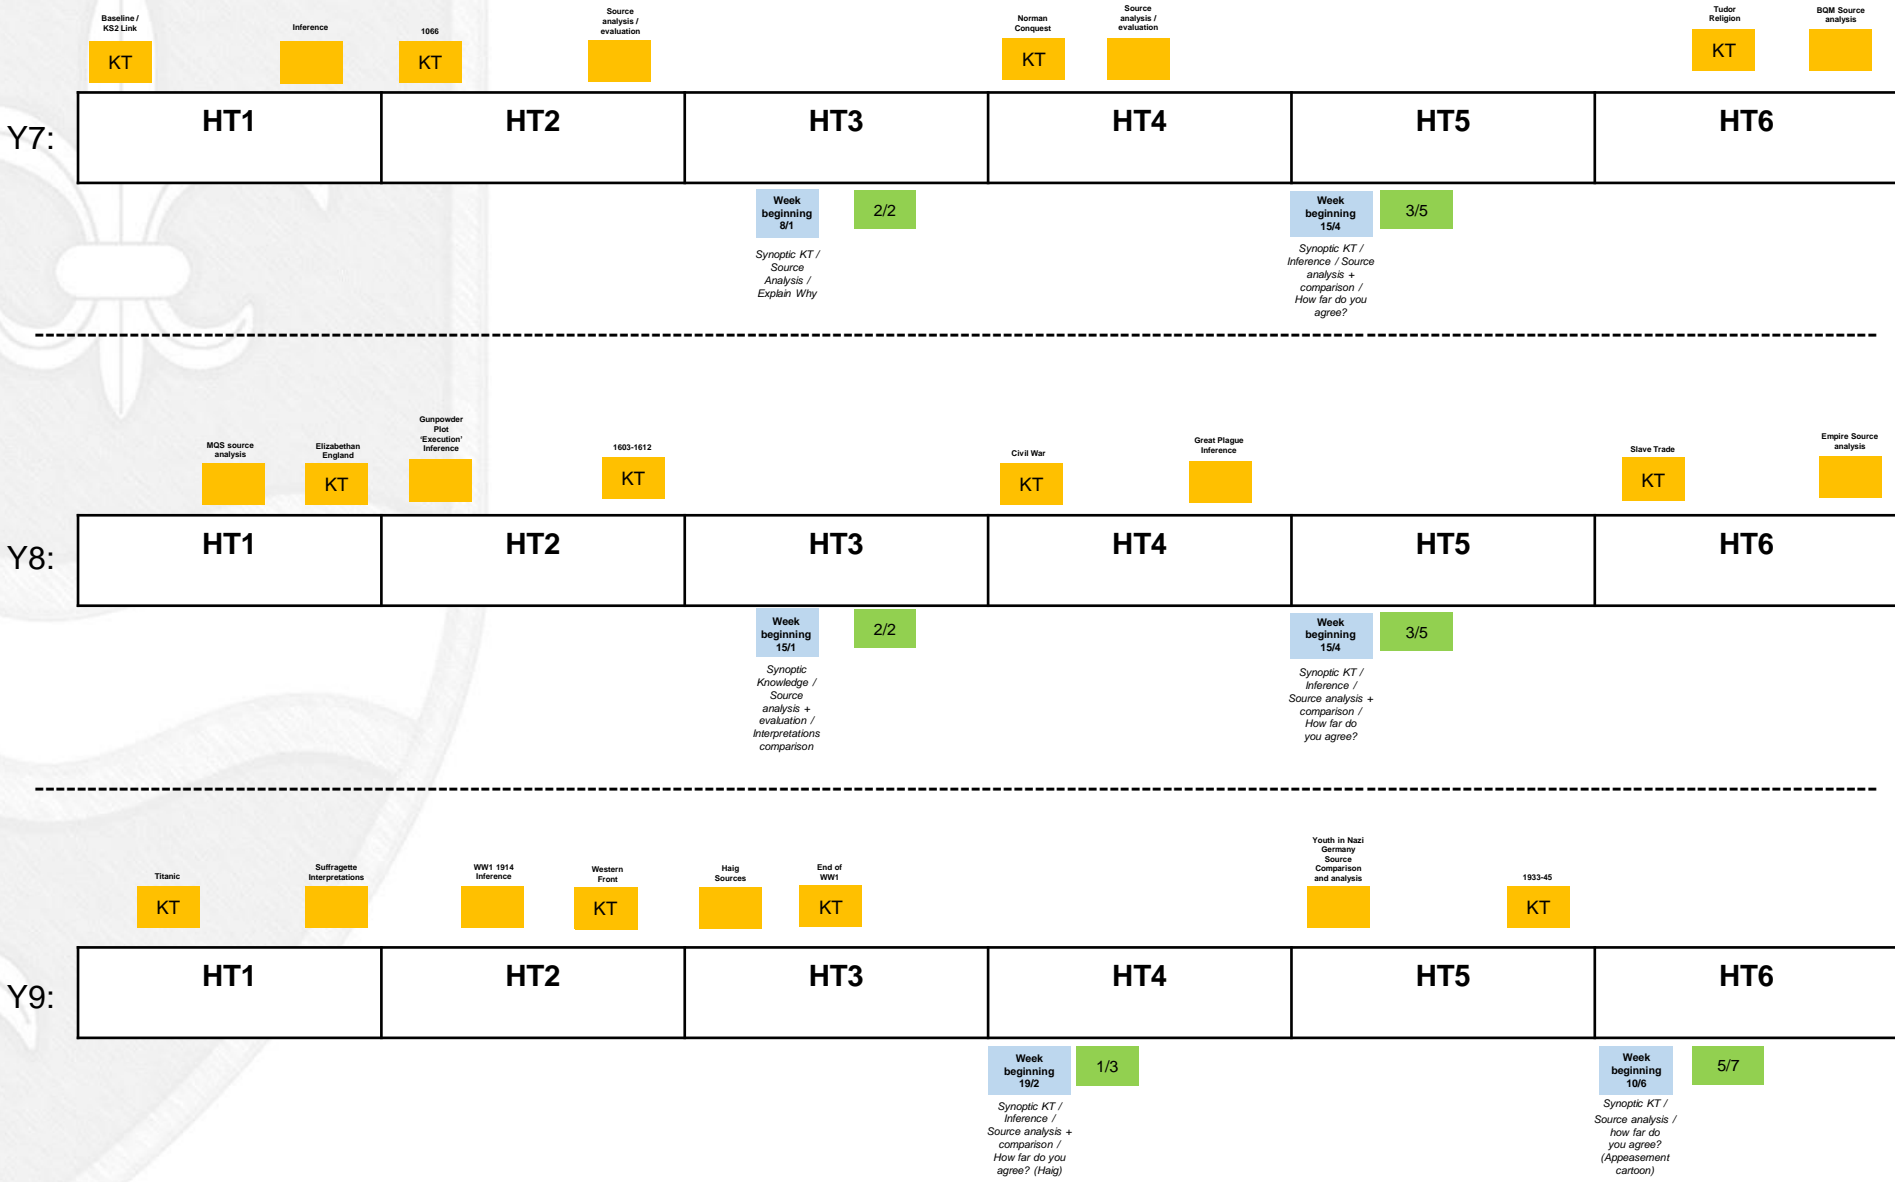 Baseline /
KS2 Link
KT
Inference
1066
KT
Source
analysis /
evaluation
Norman
Conquest
KT
Source
analysis /
evaluation
Tudor
Religion
KT
BQM Source
analysis
Y7:
HT1
HT2
HT3
HT4
HT5
HT6
Week
beginning
8/1
2/2
Synoptic KT /
Source
Analysis /
Explain Why
Week
beginning
15/4
3/5
Synoptic KT /
Inference / Source
analysis +
comparison /
How far do you
agree?
MQS source
analysis
Elizabethan
England
KT
Gunpowder
Plot
‘Execution’
Inference
1603-1612
KT
Civil War
KT
Great Plague
Inference
Slave Trade
KT
Empire Source
analysis
Y8:
HT1
HT2
HT3
HT4
HT5
HT6
Week
beginning
15/1
2/2
Synoptic
Knowledge /
Source
analysis +
evaluation /
Interpretations
comparison
Week
beginning
15/4
3/5
Synoptic KT /
Inference /
Source analysis +
comparison /
How far do
you agree?
Titanic
KT
Suffragette
Interpretations
WW1 1914
Inference
Western
Front
KT
Haig
Sources
End of
WW1
KT
Youth in Nazi
Germany
Source
Comparison
and analysis
1933-45
KT
Y9:
HT1
HT2
HT3
HT4
HT5
HT6
Week
beginning
19/2
1/3
Synoptic KT /
Inference /
Source analysis +
comparison /
How far do you
agree? (Haig)
Week
beginning
10/6
5/7
Synoptic KT /
Source analysis /
how far do
you agree?
(Appeasement
cartoon)